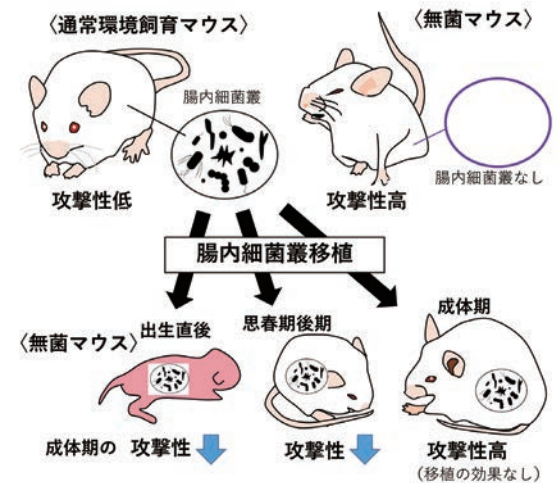 〈通常環境飼育マウス〉
〈無菌マウス〉
腸内細菌叢
攻撃性低
攻撃性高
腸内細菌叢なし
腸内細菌叢移植
〈無菌マウス〉
出生直後
思春期後期
成体期
成体期の 攻撃性
攻撃性
攻撃性高
(移植の効果なし)